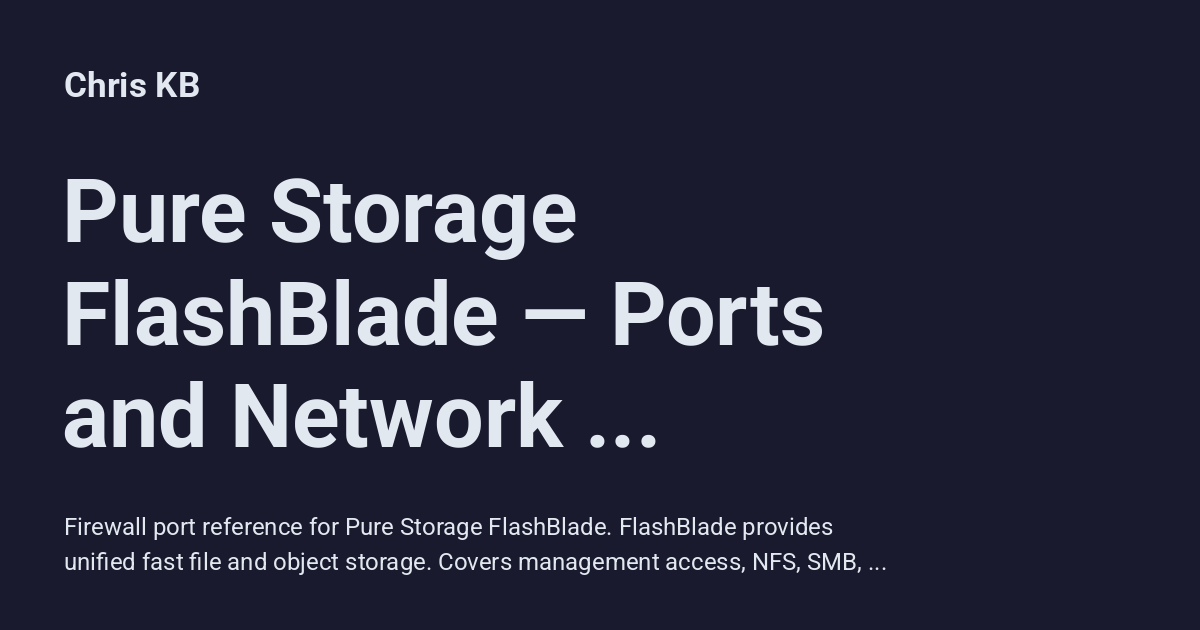 Chris KB
Pure Storage
FlashBlade — Ports
and Network ...
Firewall port reference for Pure Storage FlashBlade. FlashBlade provides
unified fast file and object storage. Covers management access, NFS, SMB, ...